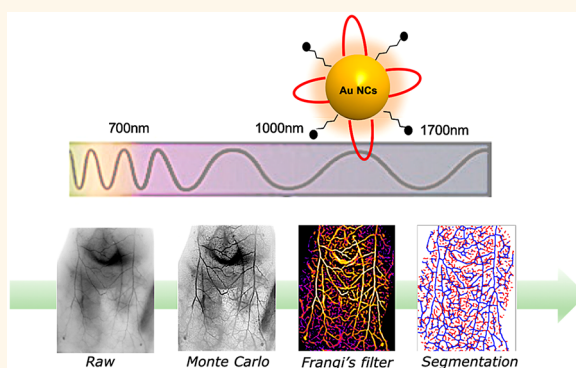 Au NCs
700nm 1000nm 1700nm
Raw Monte Carlo Frangi's filter Segmentation